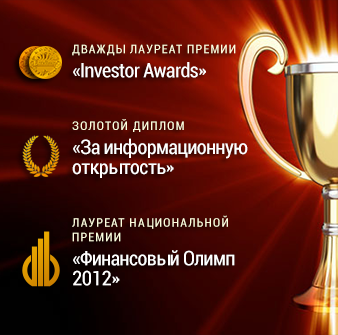 ДВАЖДЫ ЛАУРЕАТ ПРЕМИИ
«Investor Awards»
ЗОЛОТОЙ ДИПЛОМ
«За информационную
открытость»
ЛАУРЕАТ НАЦИОНАЛЬНОЙ
ПРЕМИИ
«Финансовый Олимп
2012»